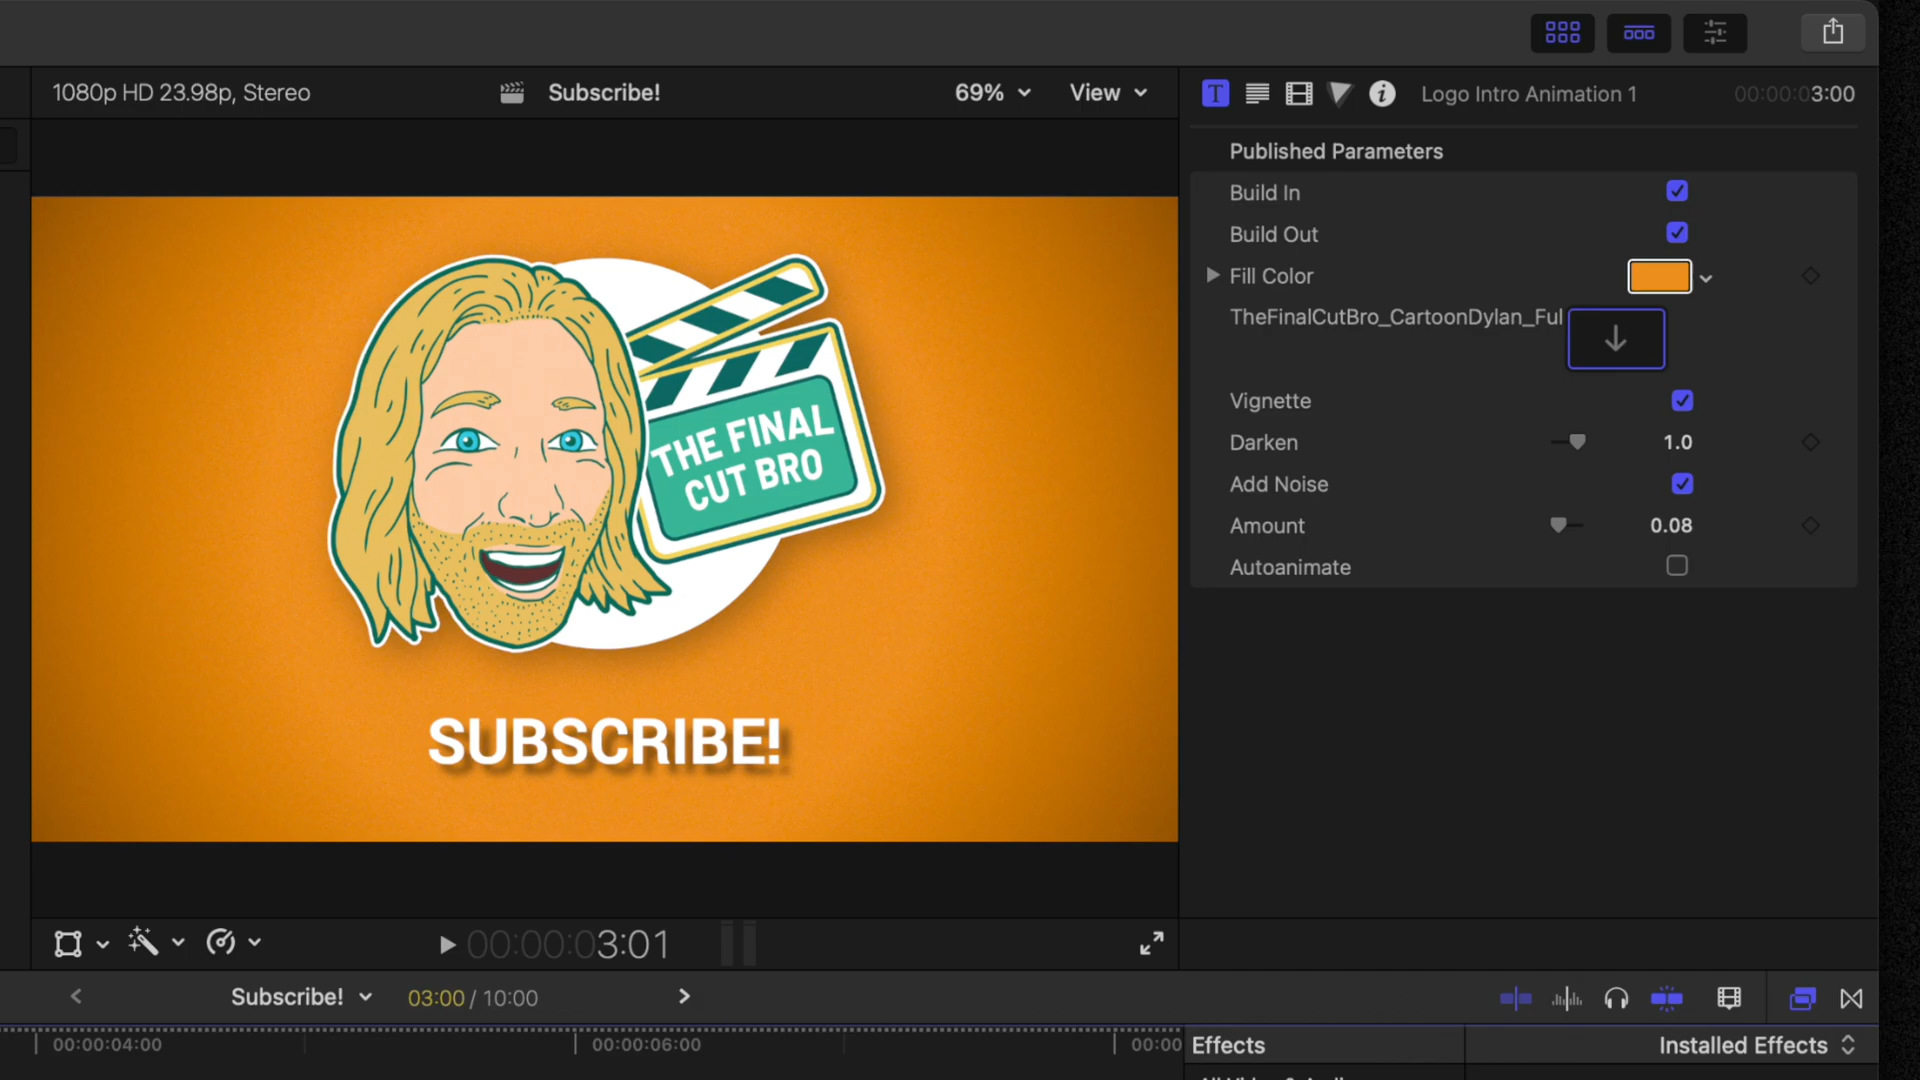 1080p HD 23.98p, Stereo
Subscribe!
69%
View
T
i
Logo Intro Animation 1
00:00:03:00
Published Parameters
Build In
Build Out
Fill Color
TheFinalCutBro_CartoonDylan_Ful
Vignette
Darken
1.0
Add Noise
Amount
0.08
Autoanimate
THE FINAL
CUT BRO
SUBSCRIBE!
00:00:03:01
Subscribe!
03:00 / 10:00
00:00:04:00
00:00:06:00
00:00
Effects
Installed Effects